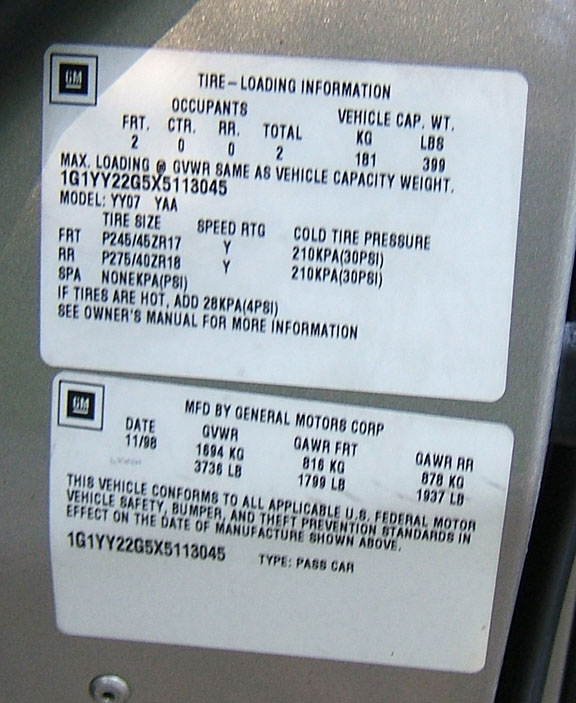 GM
TIRE-LOADING INFORMATION
OCCUPANTS VEHICLE CAP. WT.
FRT. CTR. RR. TOTAL KG LBS
2 0 0 2 181 399
MAX. LOADING @ GVWR SAME AS VEHICLE CAPACITY WEIGHT.
1G1YY22G5X5113045
MODEL: YY07 YAA
TIRE SIZE SPEED RTG COLD TIRE PRESSURE
FRT P245/45ZR17 Y 210KPA(30PSI)
RR P275/40ZR18 Y 210KPA(30PSI)
SPA NONEKPA(PSI)
IF TIRES ARE HOT, ADD 28KPA(4PSI)
SEE OWNER'S MANUAL FOR MORE INFORMATION
GM
MFD BY GENERAL MOTORS CORP
DATE GVWR GAWR FRT GAWR RR
11/98 1694 KG 816 KG 878 KG
3736 LB 1799 LB 1937 LB
THIS VEHICLE CONFORMS TO ALL APPLICABLE U.S. FEDERAL MOTOR
VEHICLE SAFETY, BUMPER, AND THEFT PREVENTION STANDARDS IN
EFFECT ON THE DATE OF MANUFACTURE SHOWN ABOVE.
1G1YY22G5X5113045 TYPE: PASS CAR